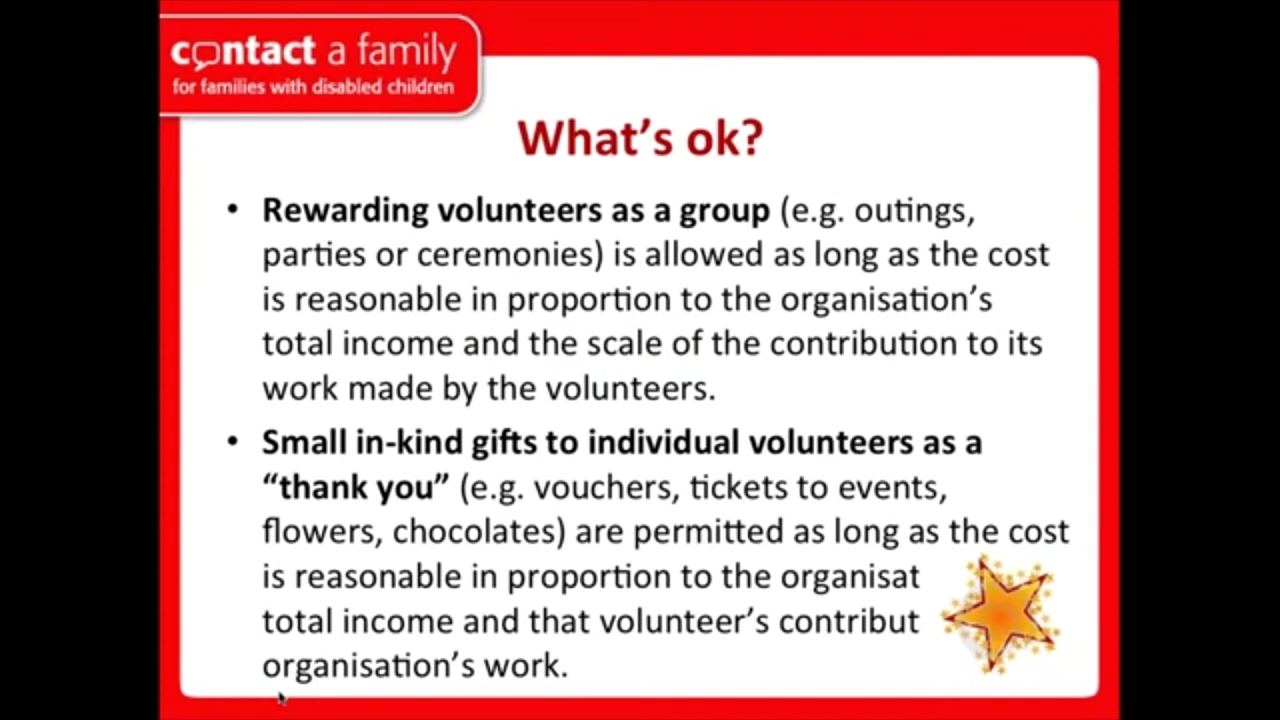 contact a family
for families with disabled children
What's ok?
• Rewarding volunteers as a group (e.g. outings,
parties or ceremonies) is allowed as long as the cost
is reasonable in proportion to the organisation's
total income and the scale of the contribution to its
work made by the volunteers.
• Small in-kind gifts to individual volunteers as a
“thank you” (e.g. vouchers, tickets to events,
flowers, chocolates) are permitted as long as the cost
is reasonable in proportion to the organisat
total income and that volunteer's contribut
organisation's work.